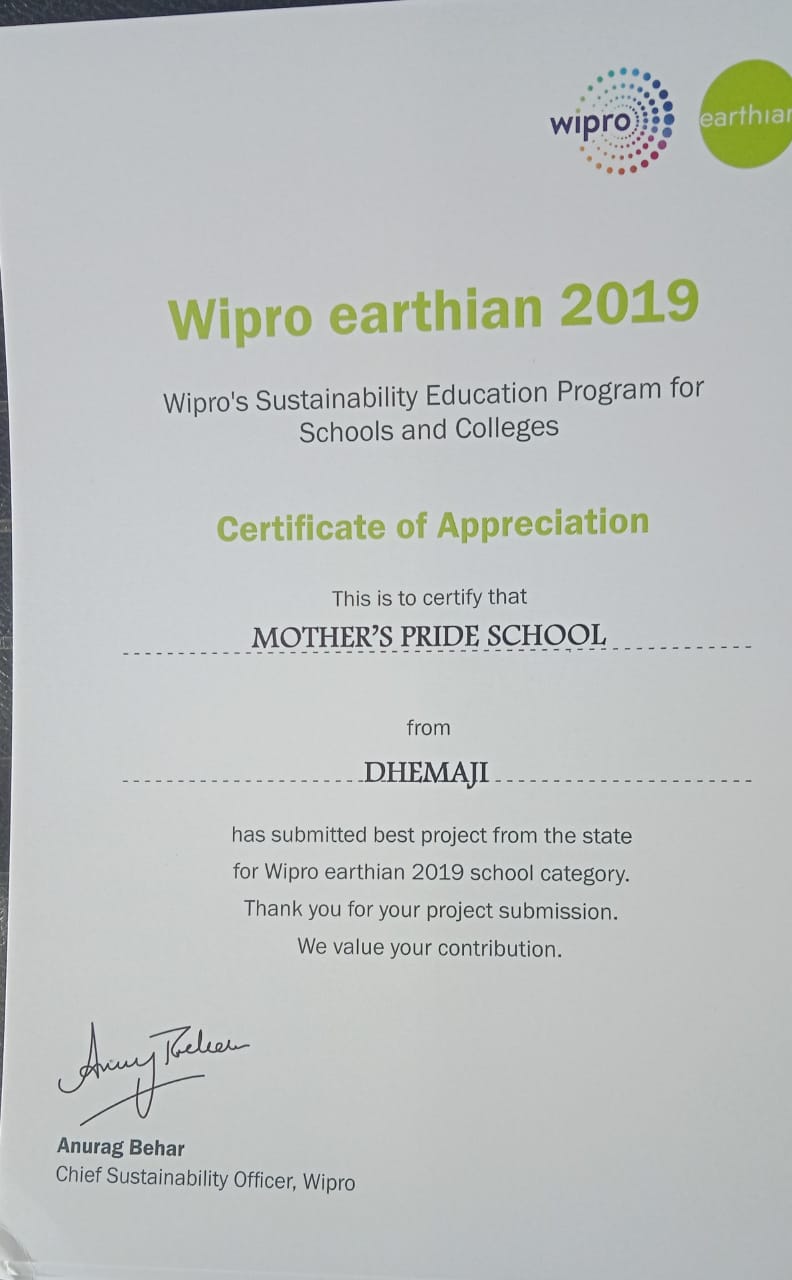 wipro
earthian
Wipro earthian 2019
Wipro's Sustainability Education Program for
Schools and Colleges
Certificate of Appreciation
This is to certify that
MOTHER'S PRIDE SCHOOL
from
DHEMAJI
has submitted best project from the state
for Wipro earthian 2019 school category.
Thank you for your project submission.
We value your contribution.
Anurag Behar
Anurag Behar
Chief Sustainability Officer, Wipro